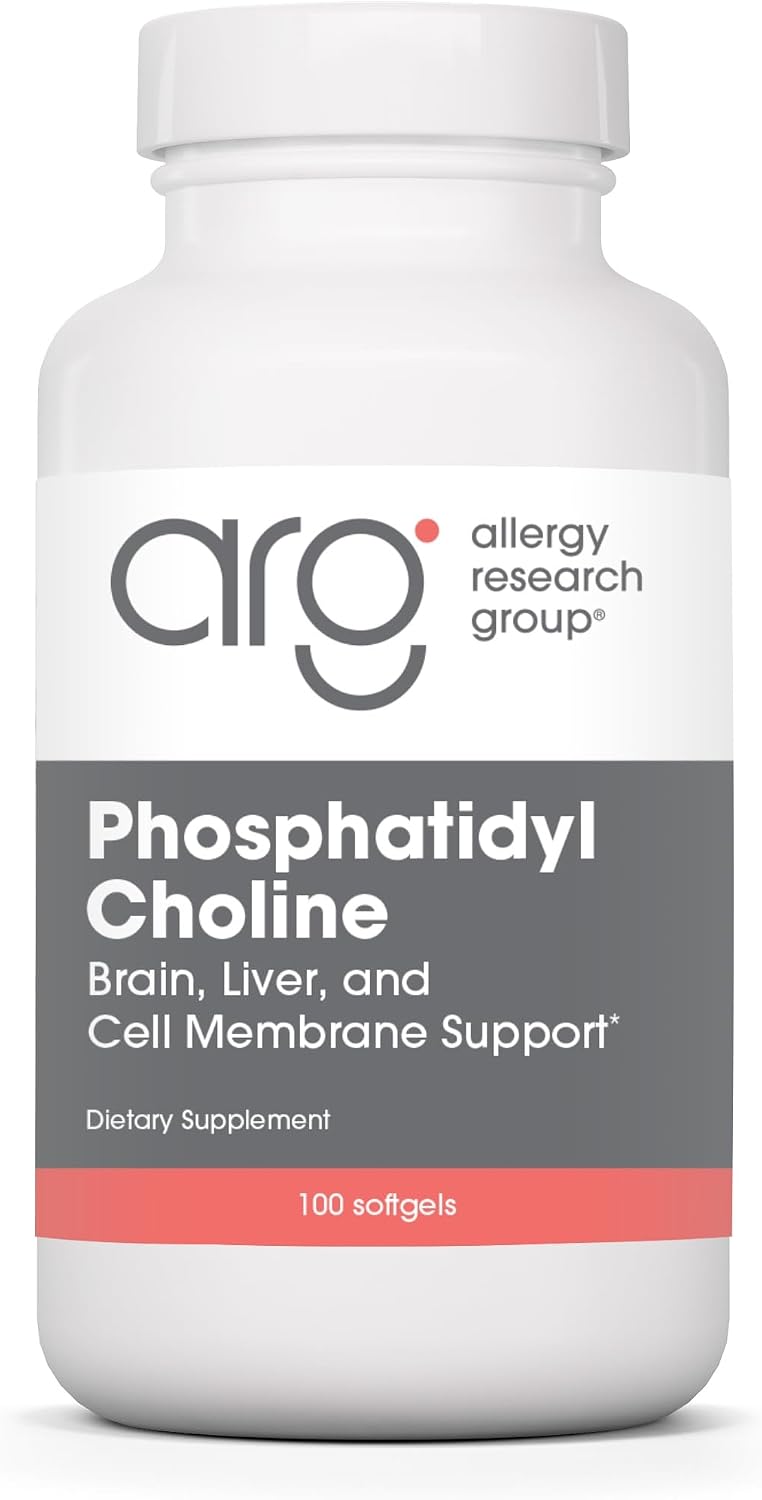 arg
allergy
research
group®
Phosphatidyl
Choline
Brain, Liver, and
Cell Membrane Support*
Dietary Supplement
100 softgels